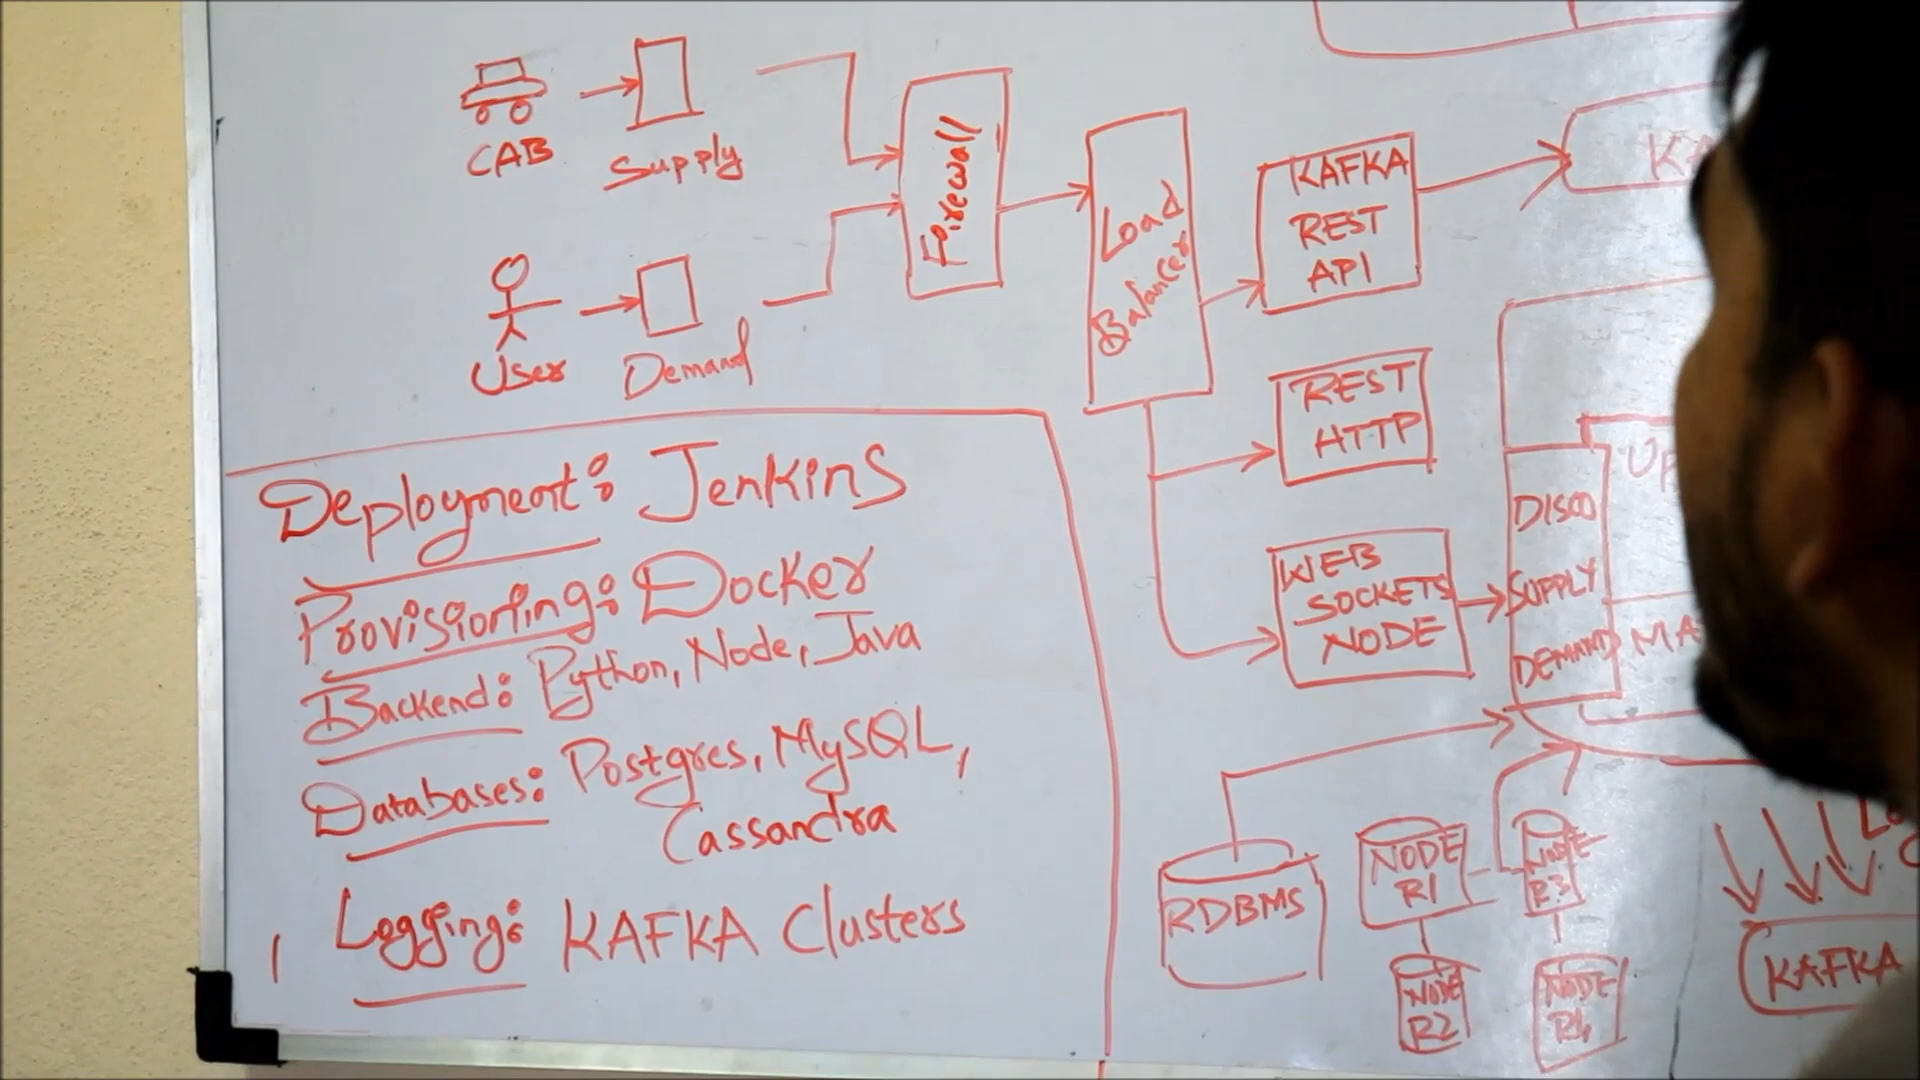 CAB
Supply
User
Demand
Firewall
Load
Balancer
KAFKA
REST
API
REST
HTTP
WEB
SOCKETS
NODE
DISCO
SUPPLY
DEMAND
Deployment: Jenkins
Provisioning: Docker
Backend: Python, Node, Java
Databases: Postgres, MySQL,
Cassandra
Logging: KAFKA Clusters
RDBMS
NODE
R1
NODE
R2
NODE
R3
NODE
R4
KAFKA